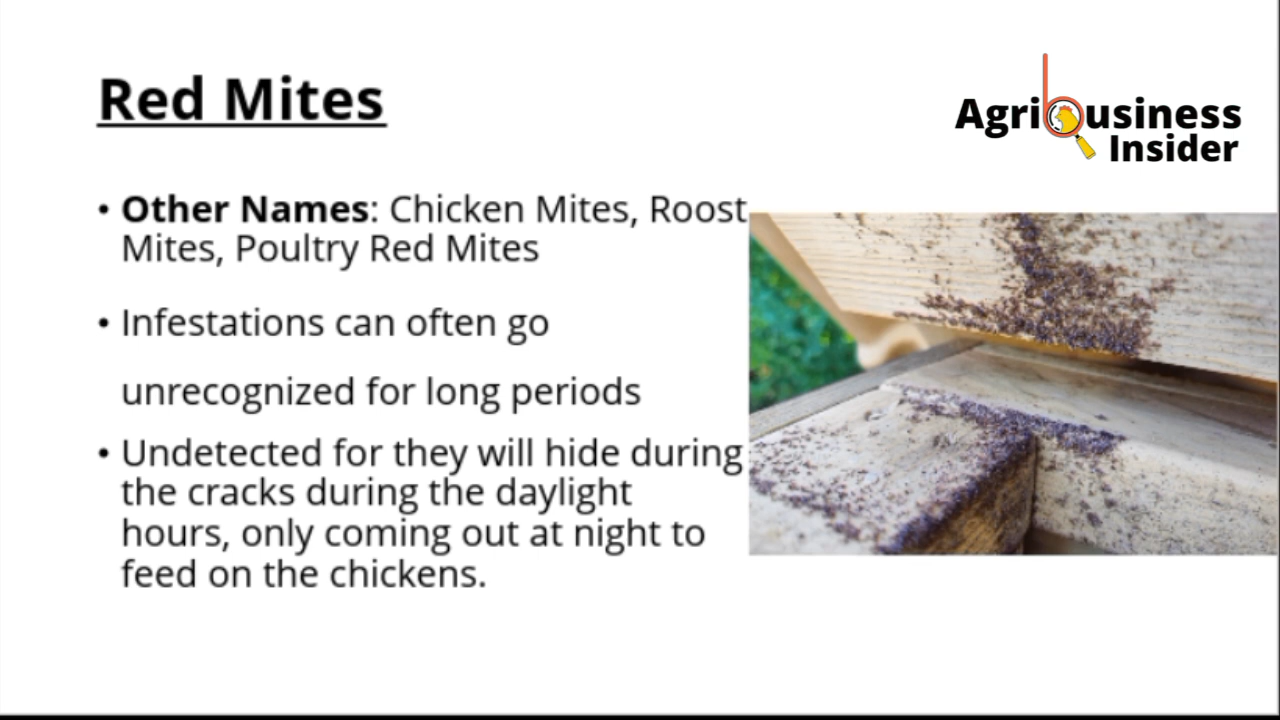 Red Mites
Agribusiness
Insider
• Other Names: Chicken Mites, Roost
Mites, Poultry Red Mites
• Infestations can often go
unrecognized for long periods
• Undetected for they will hide during
the cracks during the daylight
hours, only coming out at night to
feed on the chickens.